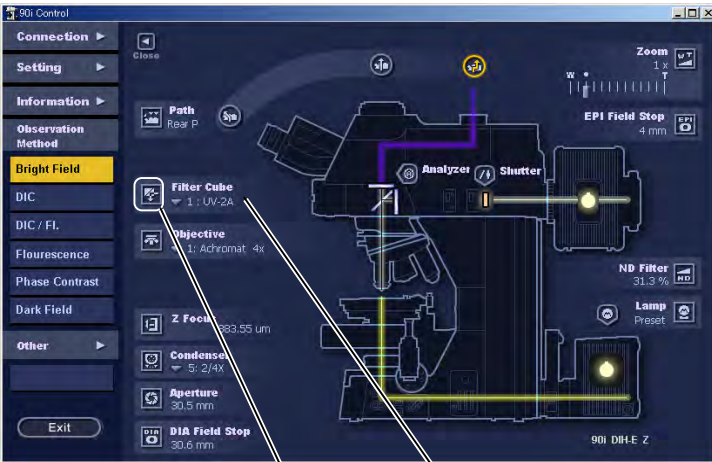 90i Control
Connection
Close
Setting
Zoom
1x
W T
Information
Path
Rear P
EPI Field Stop
4 mm
EPI
Observation
Method
Bright Field
Analyzer
Shutter
Filter Cube
1 : UV-2A
DIC
DIC / Fl.
Objective
1: Achromat 4x
Flourescence
Phase Contrast
ND Filter
31.3 %
ND
Dark Field
Lamp
Preset
Z Focus
883.55 um
Other
Condenser
5: 2/4X
Aperture
30.5 mm
Exit
DIA
DIA Field Stop
30.6 mm
90i DIH-E Z